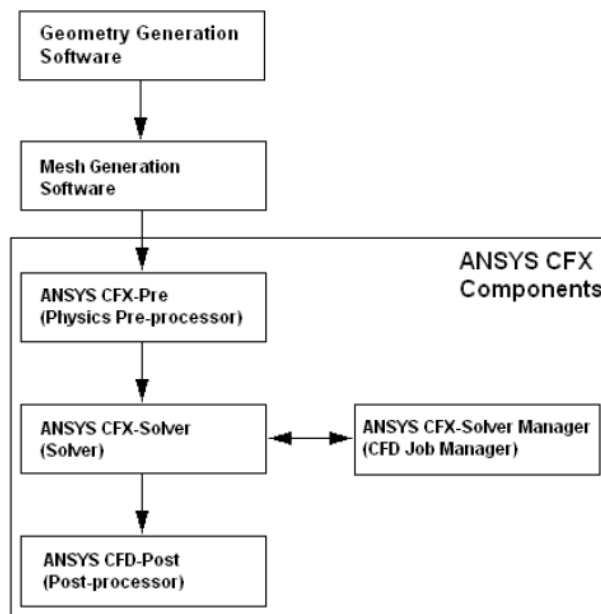 Geometry Generation
Software
Mesh Generation
Software
ANSYS CFX
Components
ANSYS CFX-Pre
(Physics Pre-processor)
ANSYS CFX-Solver
(Solver)
ANSYS CFX-Solver Manager
(CFD Job Manager)
ANSYS CFD-Post
(Post-processor)